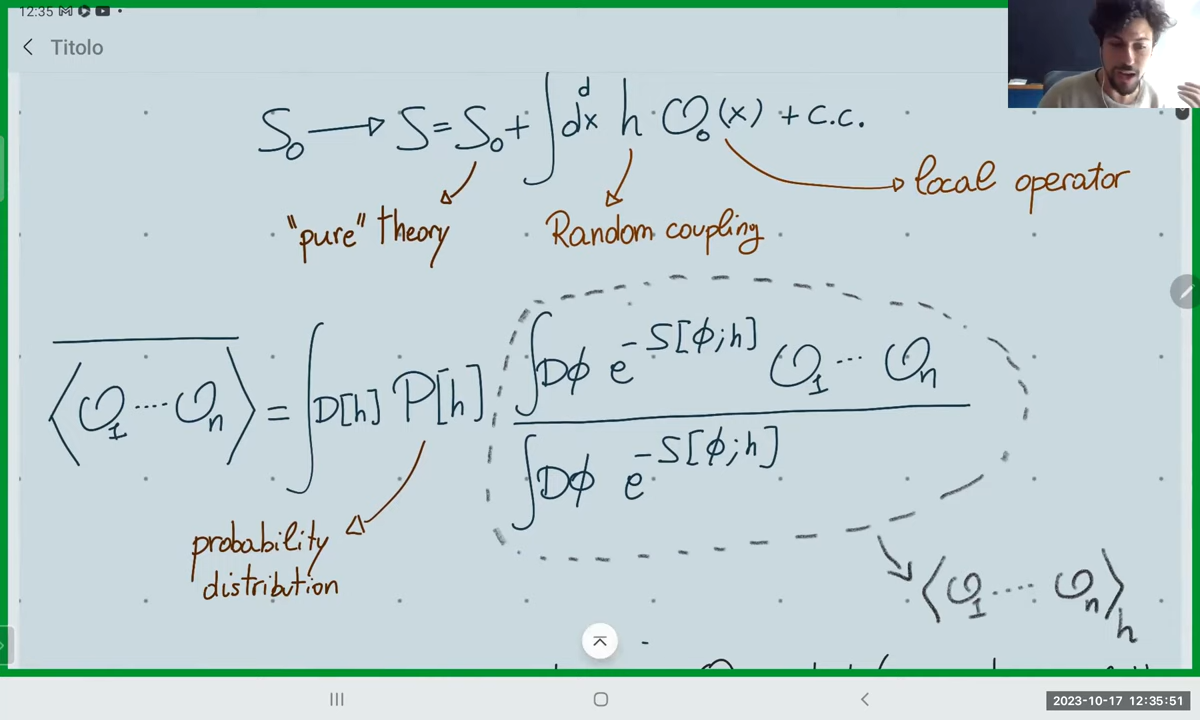 12:35
Titolo
S₀ → S = S₀ + ∫ dᵈx h O₀(x) + c.c.
"pure" theory
Random coupling
local operator
⟨O₁ ···· Oₙ⟩ = ∫ D[h] P[h] ∫Dϕ e^{-S[ϕ;h]} O₁ ··· Oₙ
∫Dϕ e^{-S[ϕ;h]}
probability
distribution
⟨O₁ ···· Oₙ⟩ₕ
2023-10-17 12:35:51